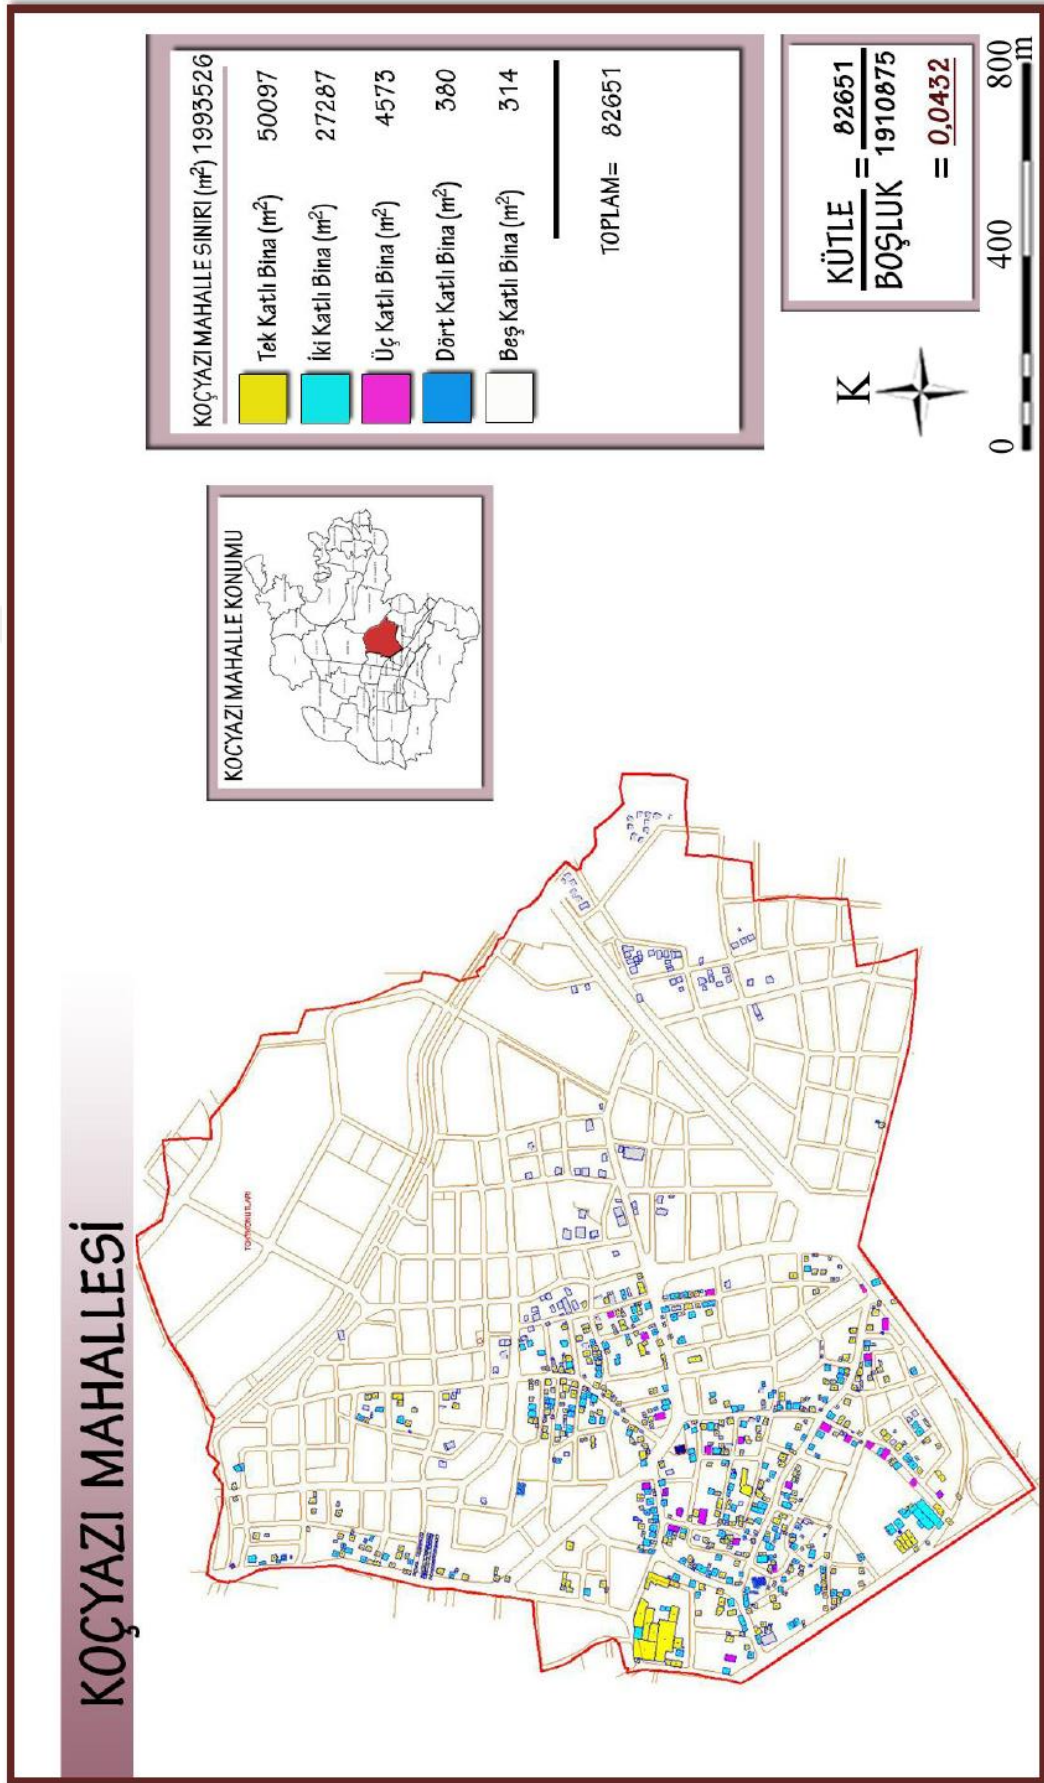 KOÇYAZI MAHALLESİ
TOKİ KONUTLARI
KOÇYAZI MAHALLE KONUMU
KOÇYAZI MAHALLE SINIRI (m²) 1993526
Tek Katlı Bina (m²) 50097
İki Katlı Bina (m²) 27287
Üç Katlı Bina (m²) 4573
Dört Katlı Bina (m²) 380
Beş Katlı Bina (m²) 314
TOPLAM= 82651
K
KÜTLE = 82651
BOŞLUK 1910875
= 0,0432
0 400 800
m